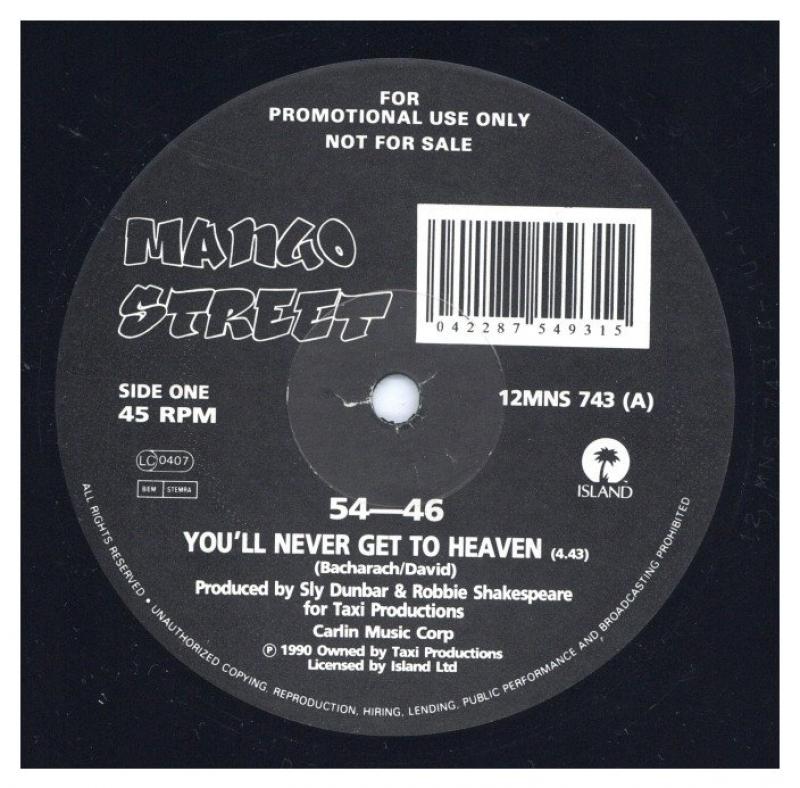 FOR
PROMOTIONAL USE ONLY
NOT FOR SALE
MANGO
STREET
042287 549315
SIDE ONE
45 RPM
12MNS 743 (A)
LC 0407
BIEM STEMRA
ISLAND
54—46
YOU'LL NEVER GET TO HEAVEN (4.43)
(Bacharach/David)
Produced by Sly Dunbar & Robbie Shakespeare
for Taxi Productions
Carlin Music Corp
℗ 1990 Owned by Taxi Productions
Licensed by Island Ltd
ALL RIGHTS RESERVED • UNAUTHORIZED COPYING, REPRODUCTION, HIRING, LENDING, PUBLIC PERFORMANCE AND BROADCASTING PROHIBITED